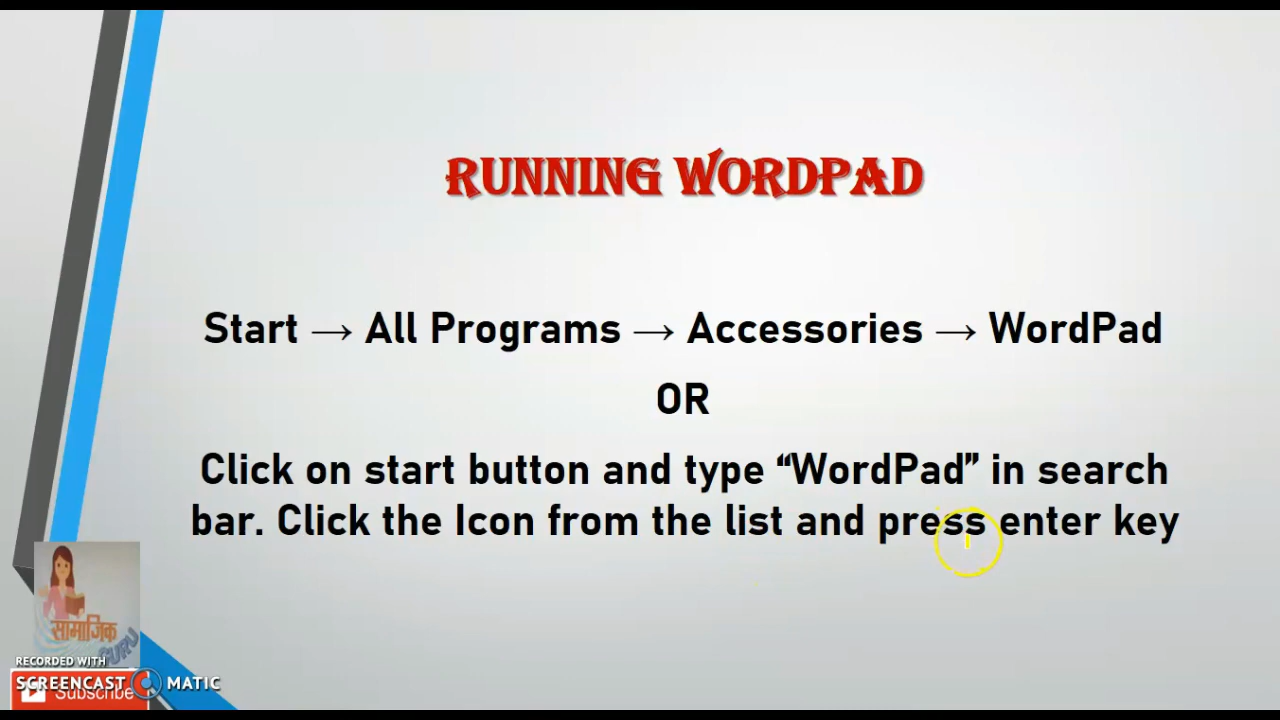 RUNNING WORDPAD
Start → All Programs → Accessories → WordPad
OR
Click on start button and type “WordPad” in search
bar. Click the Icon from the list and press enter key
सामाजिक
GURU
RECORDED WITH
SCREENCAST MATIC
Subscribe